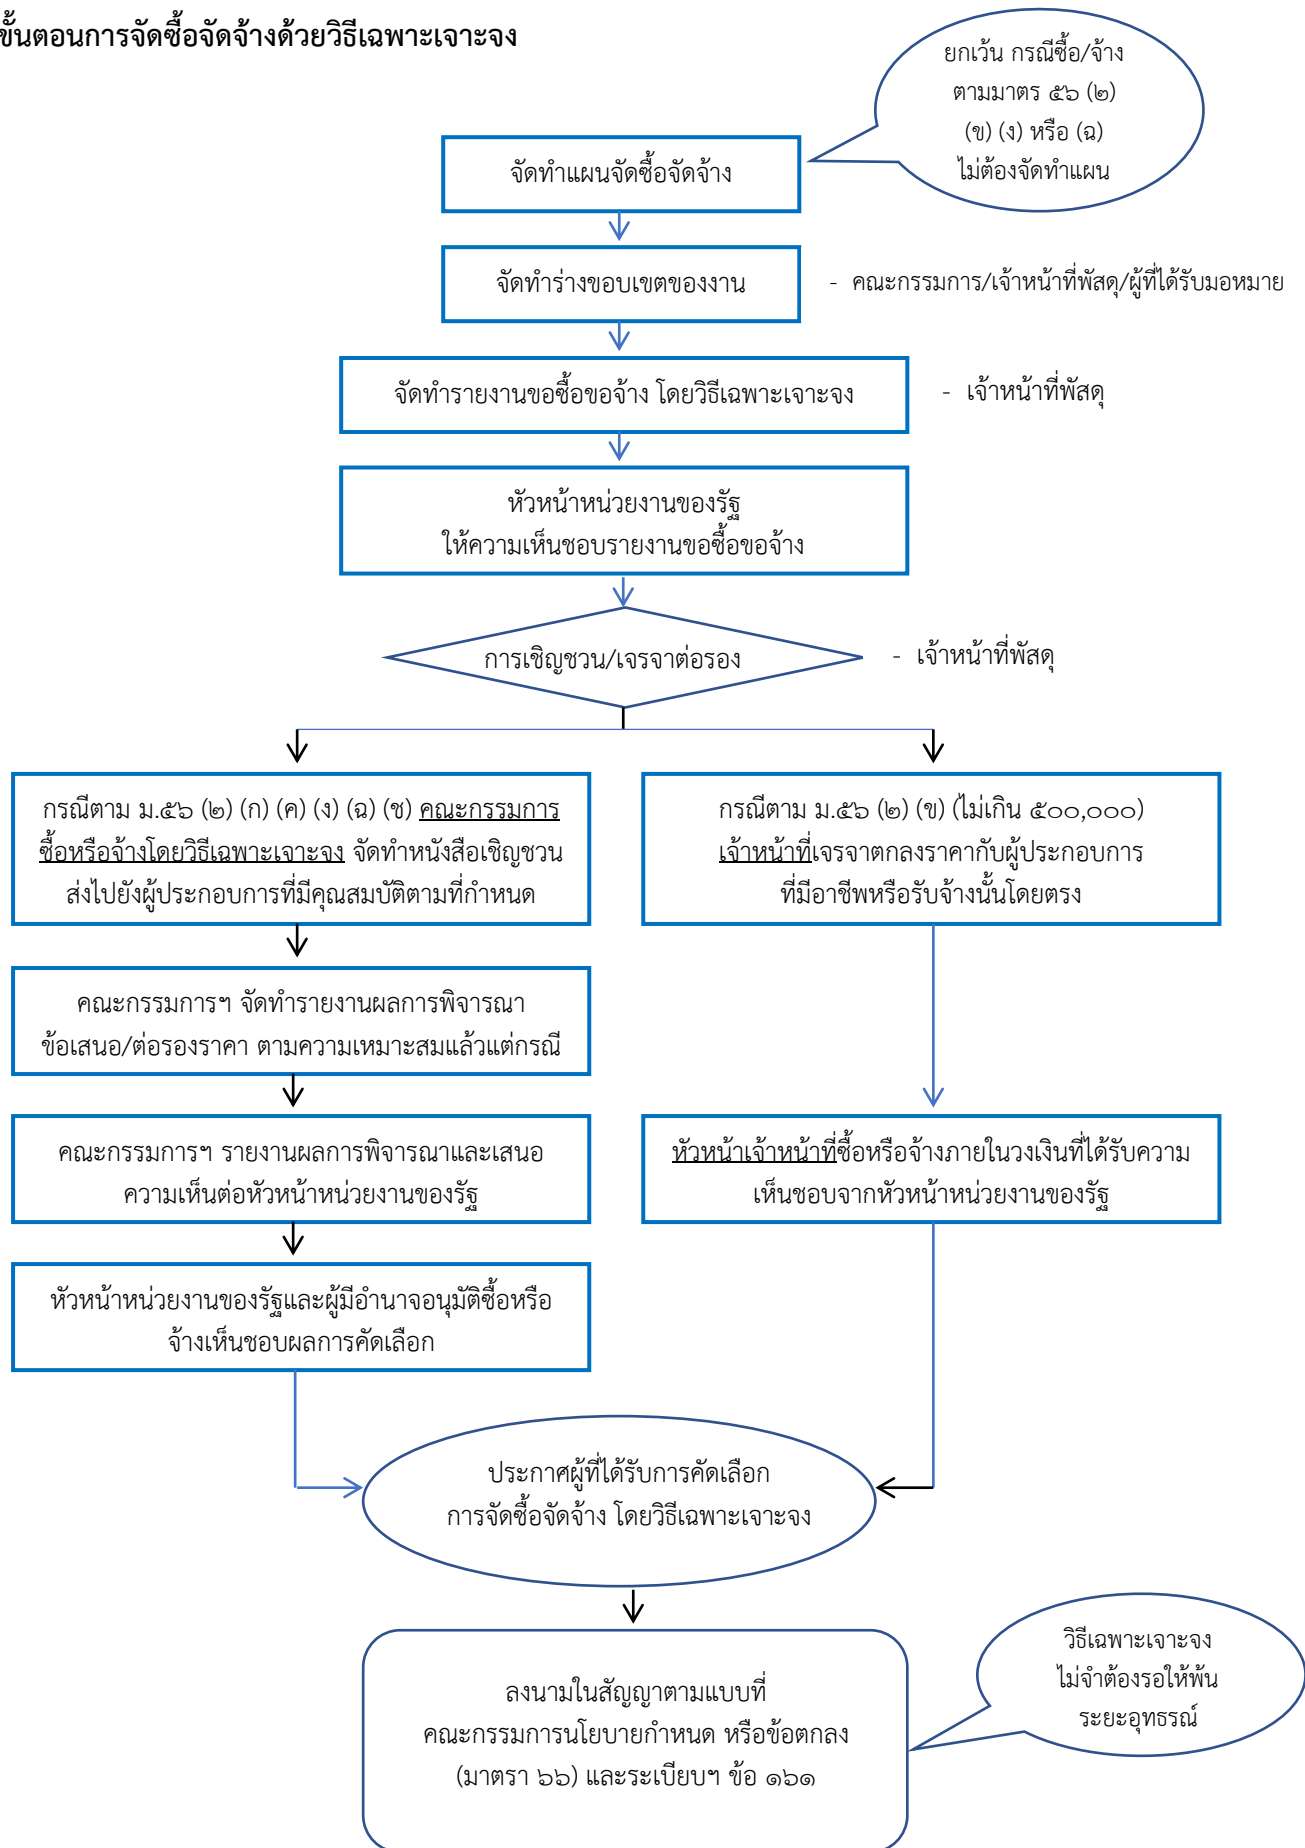 ขั้นตอนการจัดซื้อจัดจ้างด้วยวิธีเฉพาะเจาะจง
ยกเว้น กรณีซื้อ/จ้าง
ตามมาตร ๕๖ (๒)
(ข) (ง) หรือ (ฉ)
ไม่ต้องจัดทำแผน
จัดทำแผนจัดซื้อจัดจ้าง
จัดทำร่างขอบเขตของงาน
- คณะกรรมการ/เจ้าหน้าที่พัสดุ/ผู้ที่ได้รับมอหมาย
จัดทำรายงานขอซื้อขอจ้าง โดยวิธีเฉพาะเจาะจง
- เจ้าหน้าที่พัสดุ
หัวหน้าหน่วยงานของรัฐ
ให้ความเห็นชอบรายงานขอซื้อขอจ้าง
การเชิญชวน/เจรจาต่อรอง
- เจ้าหน้าที่พัสดุ
กรณีตาม ม.๕๖ (๒) (ก) (ค) (ง) (ฉ) (ช) คณะกรรมการ
ซื้อหรือจ้างโดยวิธีเฉพาะเจาะจง จัดทำหนังสือเชิญชวน
ส่งไปยังผู้ประกอบการที่มีคุณสมบัติตามที่กำหนด
กรณีตาม ม.๕๖ (๒) (ข) (ไม่เกิน ๕๐๐,๐๐๐)
เจ้าหน้าที่เจรจาตกลงราคากับผู้ประกอบการ
ที่มีอาชีพหรือรับจ้างนั้นโดยตรง
คณะกรรมการฯ จัดทำรายงานผลการพิจารณา
ข้อเสนอ/ต่อรองราคา ตามความเหมาะสมแล้วแต่กรณี
คณะกรรมการฯ รายงานผลการพิจารณาและเสนอ
ความเห็นต่อหัวหน้าหน่วยงานของรัฐ
หัวหน้าเจ้าหน้าที่ซื้อหรือจ้างภายในวงเงินที่ได้รับความ
เห็นชอบจากหัวหน้าหน่วยงานของรัฐ
หัวหน้าหน่วยงานของรัฐและผู้มีอำนาจอนุมัติซื้อหรือ
จ้างเห็นชอบผลการคัดเลือก
ประกาศผู้ที่ได้รับการคัดเลือก
การจัดซื้อจัดจ้าง โดยวิธีเฉพาะเจาะจง
วิธีเฉพาะเจาะจง
ไม่จำต้องรอให้พ้น
ระยะอุทธรณ์
ลงนามในสัญญาตามแบบที่
คณะกรรมการนโยบายกำหนด หรือข้อตกลง
(มาตรา ๖๖) และระเบียบฯ ข้อ ๑๖๑